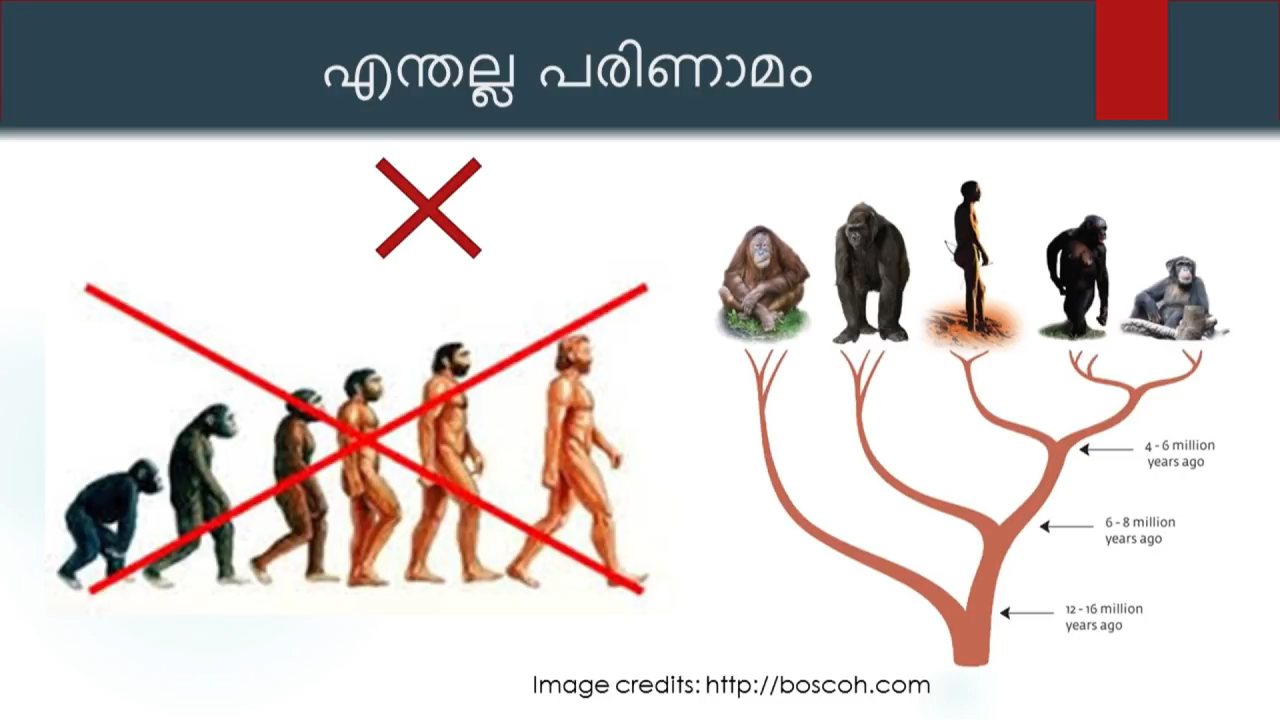 എന്തല്ല പരിണാമം
4 - 6 million
years ago
6 - 8 million
years ago
12 - 16 million
years ago
Image credits: http://boscoh.com